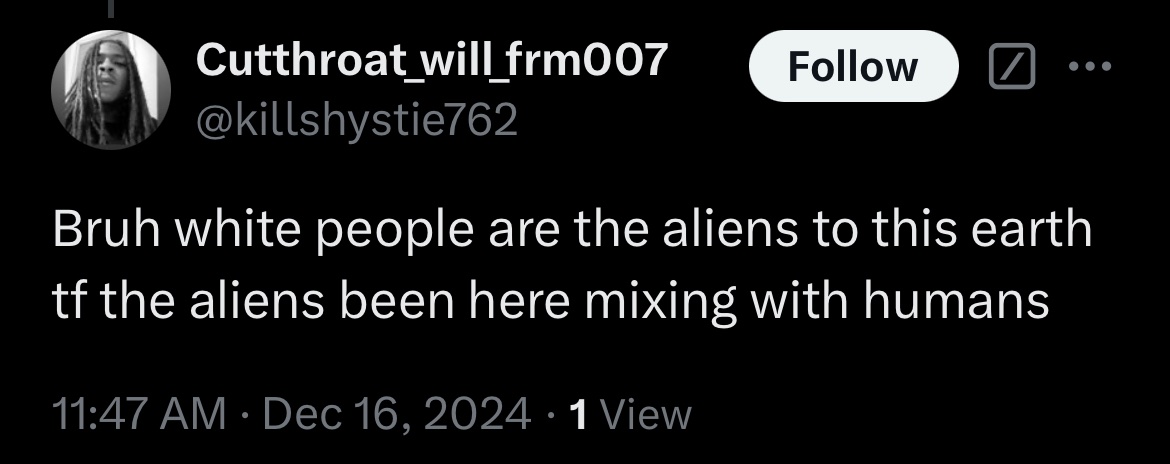 Cutthroat_will_frm007
Follow
@killshystie762
Bruh white people are the aliens to this earth
tf the aliens been here mixing with humans
11:47 AM · Dec 16, 2024 · 1 View